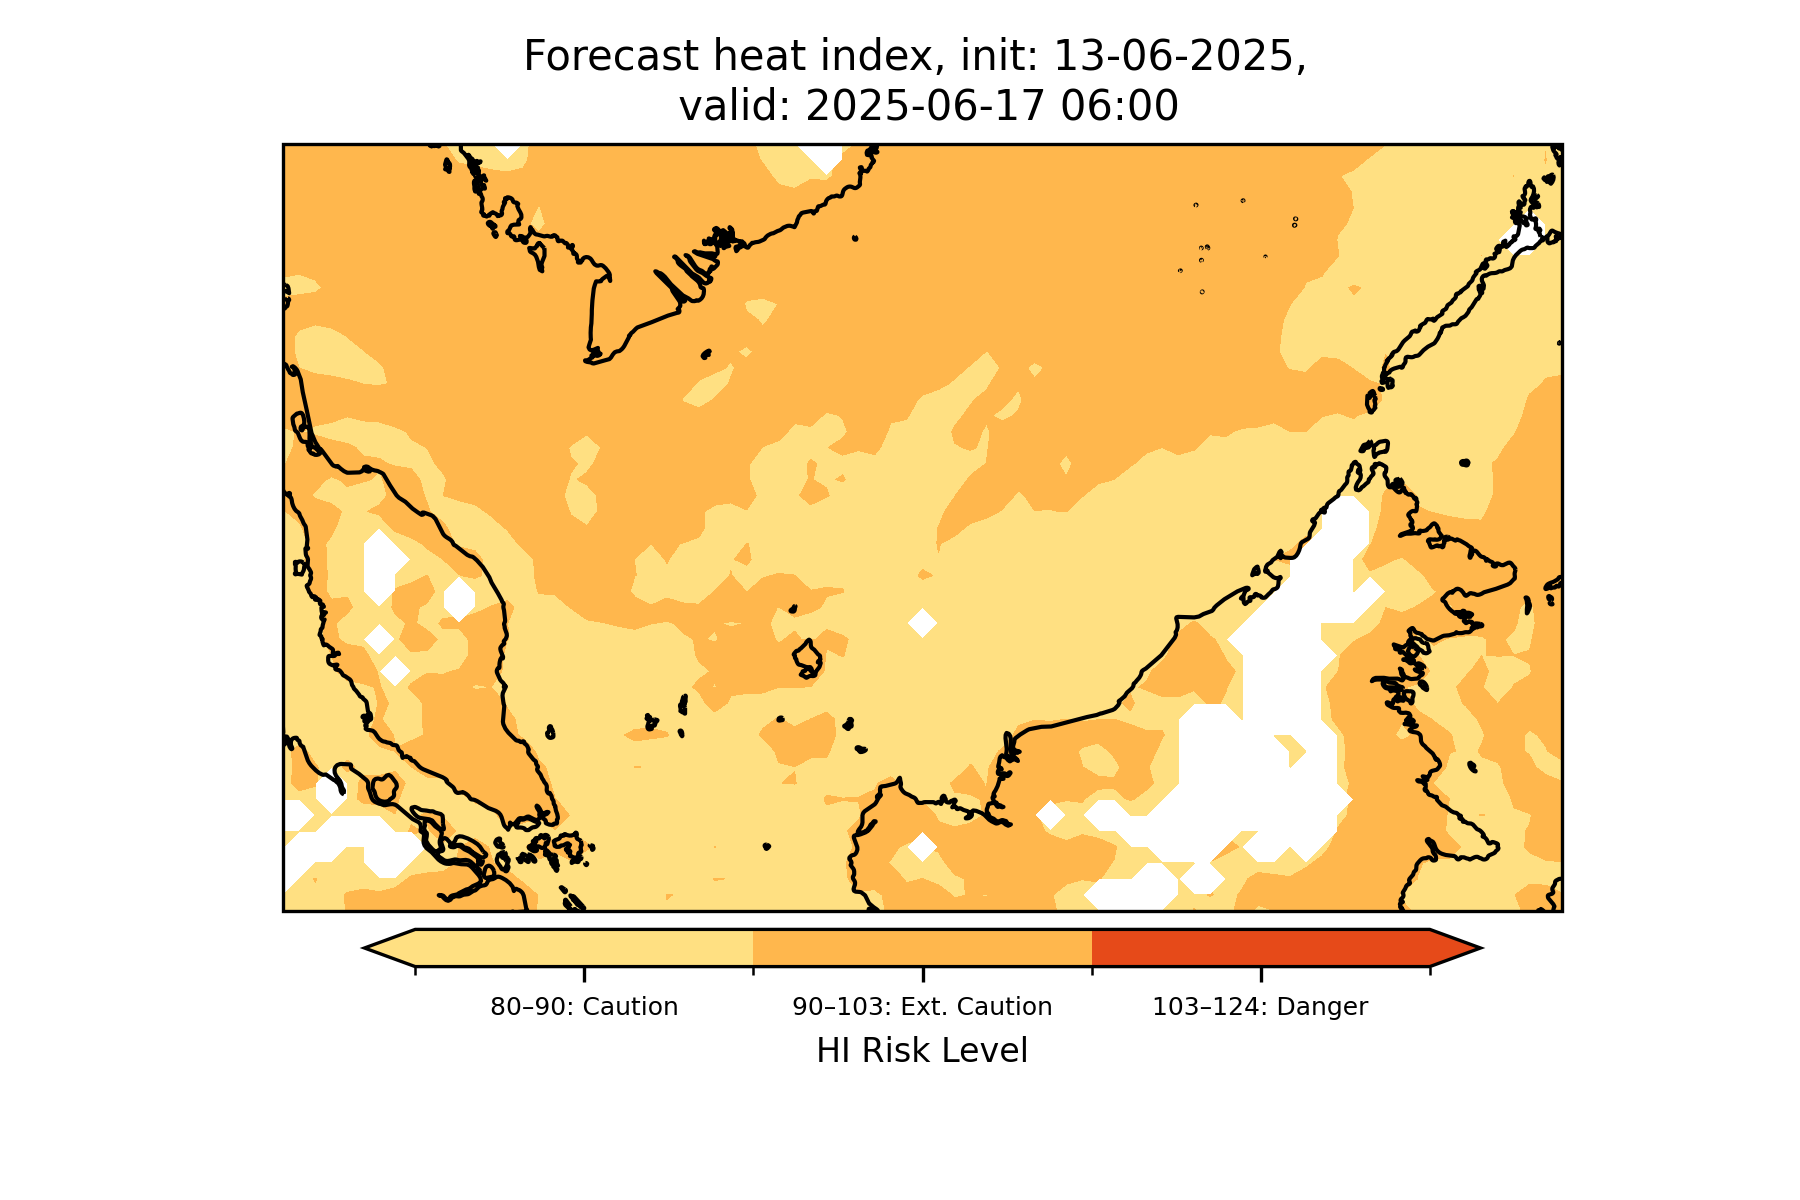 Forecast heat index, init: 13-06-2025,
valid: 2025-06-17 06:00
80–90: Caution
90–103: Ext. Caution
103–124: Danger
HI Risk Level